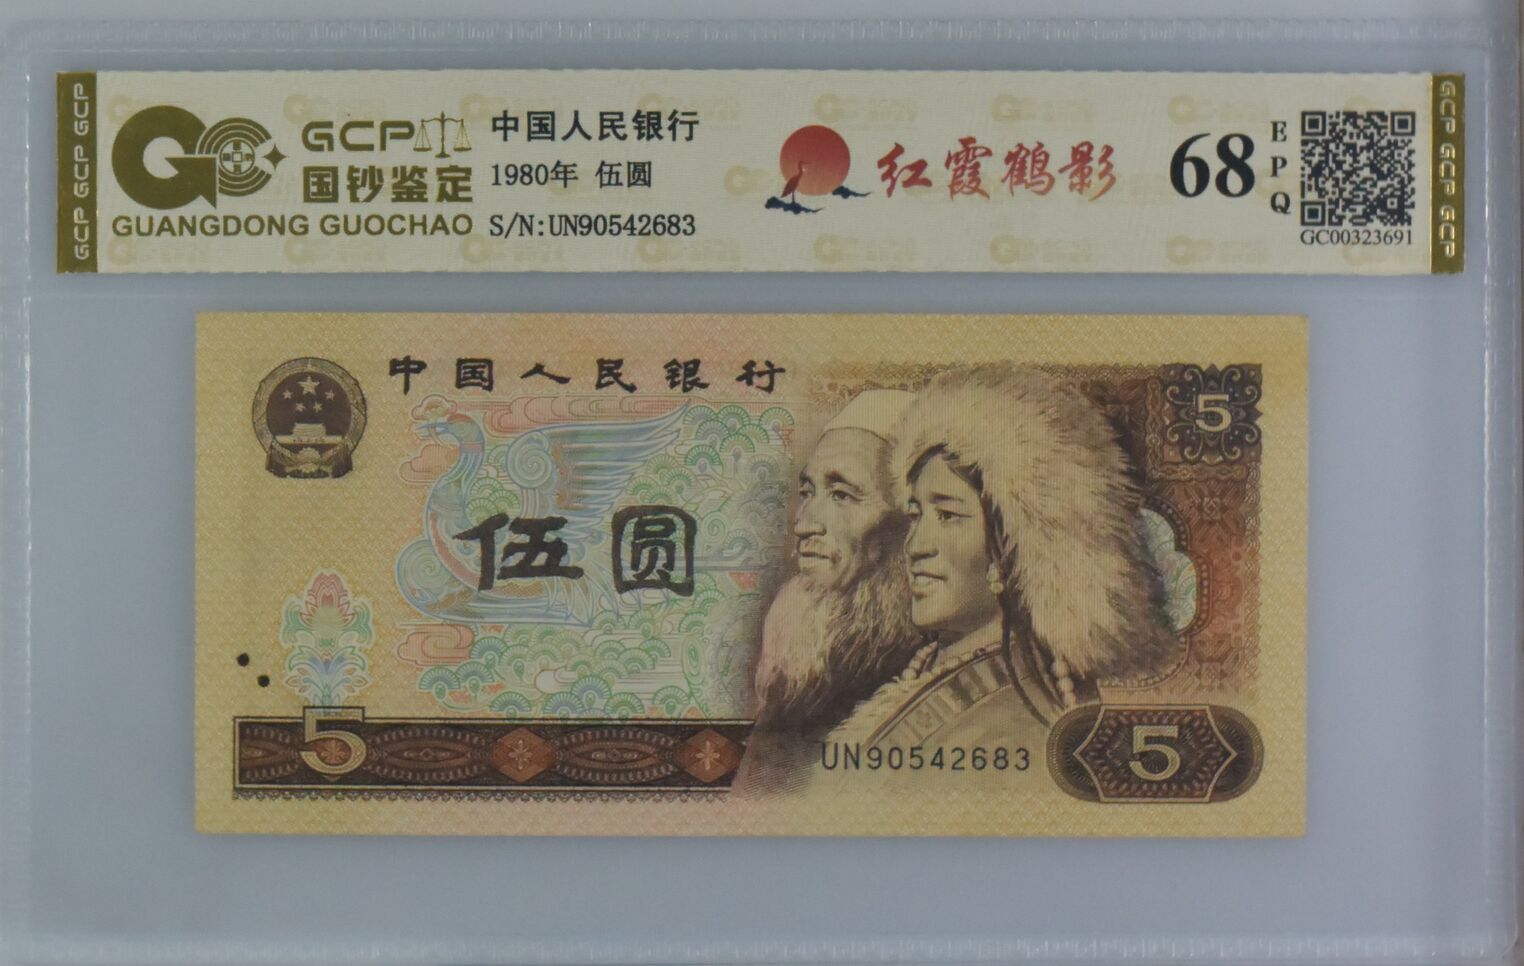 GCP GCP GCP
GCP
国钞鉴定
GUANGDONG GUOCHAO
中国人民银行
1980年 伍圆
S/N:UN90542683
红霞鹤影
68
EPQ
GC00323691
GCP GCP GCP
中国人民银行
5
伍圆
5
UN90542683
5